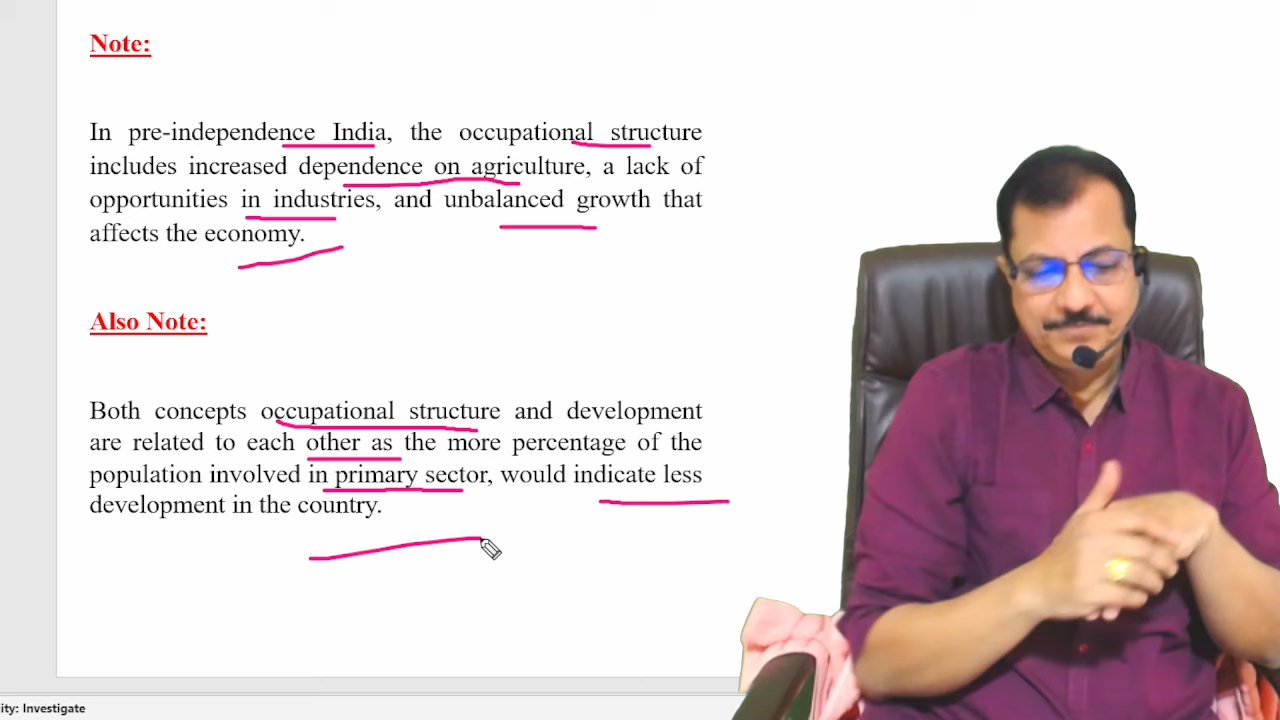 Note:
In pre-independence India, the occupational structure
includes increased dependence on agriculture, a lack of
opportunities in industries, and unbalanced growth that
affects the economy.
Also Note:
Both concepts occupational structure and development
are related to each other as the more percentage of the
population involved in primary sector, would indicate less
development in the country.
ity: Investigate